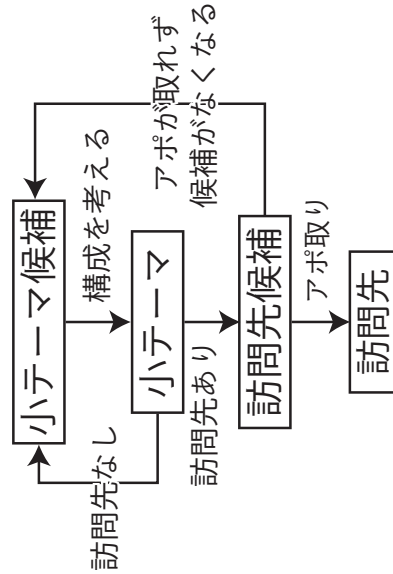 小テーマ候補
構成を考える
小テーマ
訪問先なし
訪問先あり
訪問先候補
アポが取れず
候補がなくなる
アポ取り
訪問先